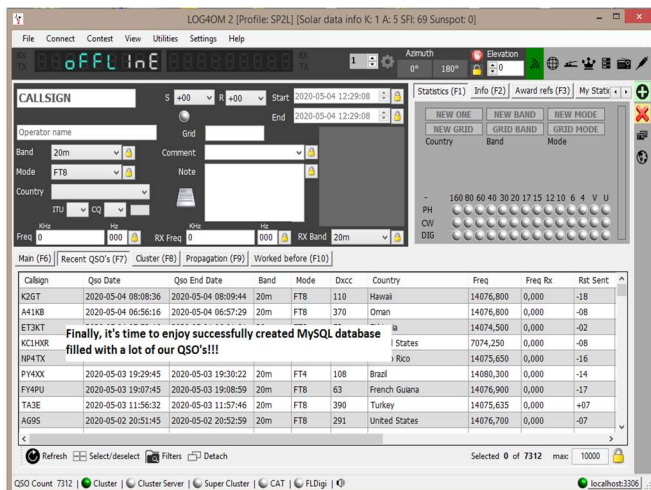 LOG4OM 2 [Profile: SP2L] [Solar data info K: 1 A: 5 SFI: 69 Sunspot: 0]
File Connect Contest View Utilities Settings Help
RX TX oFFL InE RX TX 1 Azimuth 0° 180° Elevation 0
CALLSIGN S +00 R +00 Start 2020-05-04 12:29:08
End 2020-05-04 12:29:08
Statistics (F1) Info (F2) Award refs (F3) My Statio
NEW ONE NEW BAND NEW MODE
NEW GRID GRID BAND GRID MODE
Country Band Mode
Operator name Grid
Band 20m Comment
Mode FT8 Note
Country
ITU CQ
KHz Hz KHz Hz
Freq 0 000 RX Freq 0 000 RX Band 20m
- 160 80 60 40 30 20 17 15 12 10 6 4 V U
PH
CW
DIG
Main (F6) Recent QSO's (F7) Cluster (F8) Propagation (F9) Worked before (F10)
Callsign Qso Date Qso End Date Band Mode Dxcc Country Freq Freq Rx Rst Sent
K2GT 2020-05-04 08:08:36 2020-05-04 08:09:44 20m FT8 110 Hawaii 14076,800 0,000 -18
A41KB 2020-05-04 06:56:16 2020-05-04 06:57:29 20m FT8 370 Oman 14076,800 0,000 -08
ET3KT 14074,500 0,000 -02
KC1HXR States 7074,250 0,000 -08
NP4TX Rico 14075,650 0,000 -16
Finally, it's time to enjoy successfully created MySQL database
filled with a lot of our QSO's!!!
PY4XX 2020-05-03 19:29:45 2020-05-03 19:30:22 20m FT4 108 Brazil 14080,300 0,000 -14
FY4PU 2020-05-03 19:07:45 2020-05-03 19:08:59 20m FT8 63 French Guiana 14076,900 0,000 -17
TA3E 2020-05-03 11:56:32 2020-05-03 11:57:46 20m FT8 390 Turkey 14075,635 0,000 +07
AG9S 2020-05-02 20:51:45 2020-05-02 20:52:59 20m FT8 291 United States 14076,700 0,000 -07
Refresh Select/deselect Filters Detach Selected 0 of 7312 max: 10000
QSO Count 7312 | Cluster | Cluster Server | Super Cluster | CAT | FLDigi | localhost:3306